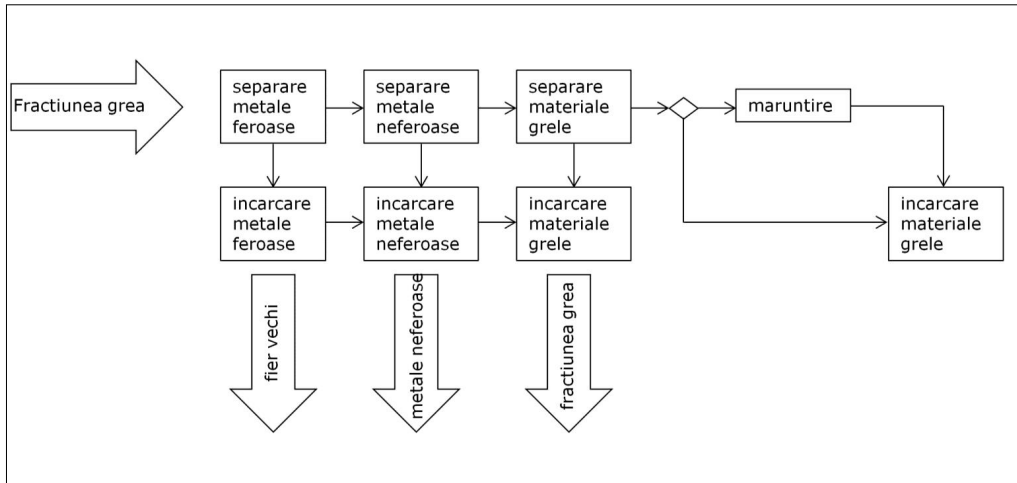 Fractiunea grea
separare
metale
feroase
separare
metale
neferoase
separare
materiale
grele
maruntire
incarcare
metale
feroase
incarcare
metale
neferoase
incarcare
materiale
grele
incarcare
materiale
grele
fier vechi
metale neferoase
fractiunea grea